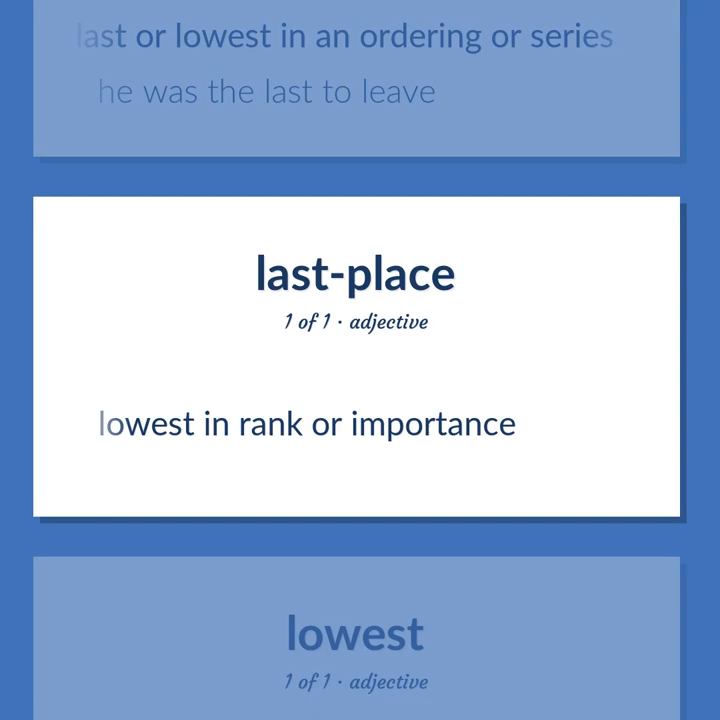 last or lowest in an ordering or series
he was the last to leave
last-place
1 of 1 · adjective
lowest in rank or importance
lowest
1 of 1 · adjective